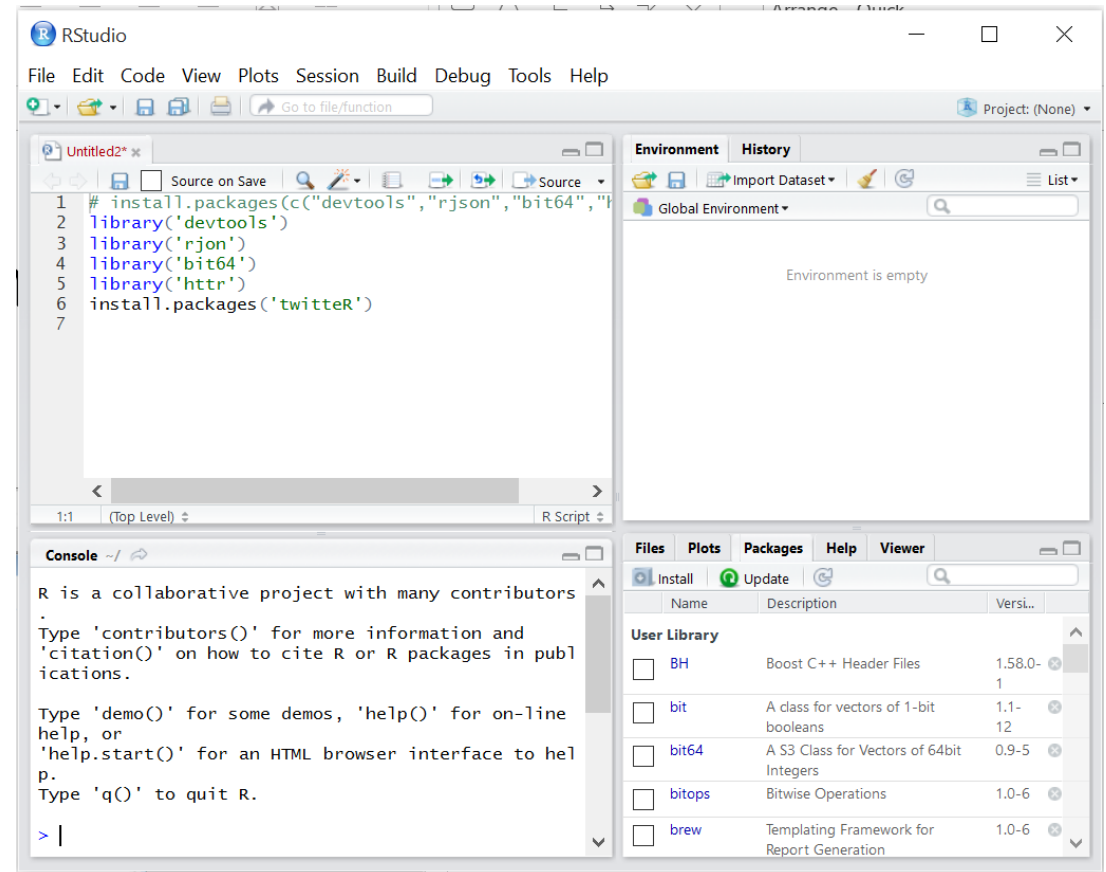 Arrange Quick
RStudio
File Edit Code View Plots Session Build Debug Tools Help
Go to file/function
Project: (None)
Untitled2* ×
Source on Save
Source
1 # install.packages(c("devtools","rjson","bit64","h
2 library('devtools')
3 library('rjon')
4 library('bit64')
5 library('httr')
6 install.packages('twitteR')
7
1:1 (Top Level) R Script
Environment History
Import Dataset List
Global Environment
Environment is empty
Console ~/
R is a collaborative project with many contributors
.
Type 'contributors()' for more information and
'citation()' on how to cite R or R packages in publ
ications.
Type 'demo()' for some demos, 'help()' for on-line
help, or
'help.start()' for an HTML browser interface to hel
p.
Type 'q()' to quit R.
>
Files Plots Packages Help Viewer
Install Update
Name Description Versi...
User Library
BH Boost C++ Header Files 1.58.0-
1
bit A class for vectors of 1-bit 1.1-
booleans 12
bit64 A S3 Class for Vectors of 64bit 0.9-5
Integers
bitops Bitwise Operations 1.0-6
brew Templating Framework for 1.0-6
Report Generation